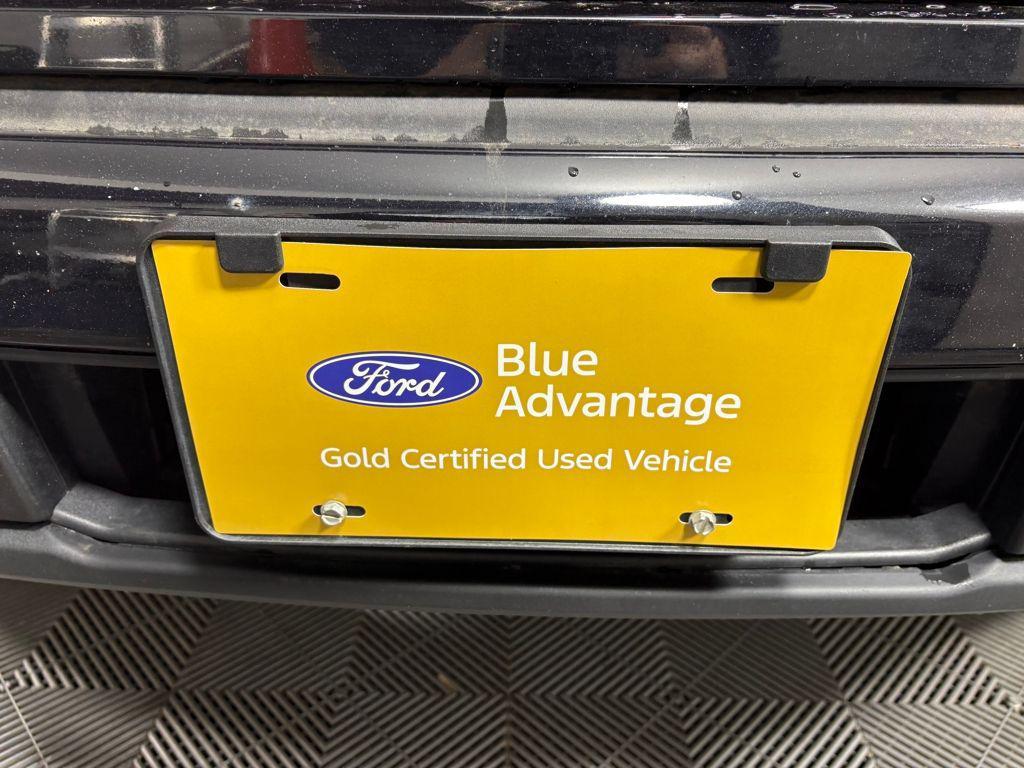 Ford
Blue
Advantage
Gold Certified Used Vehicle